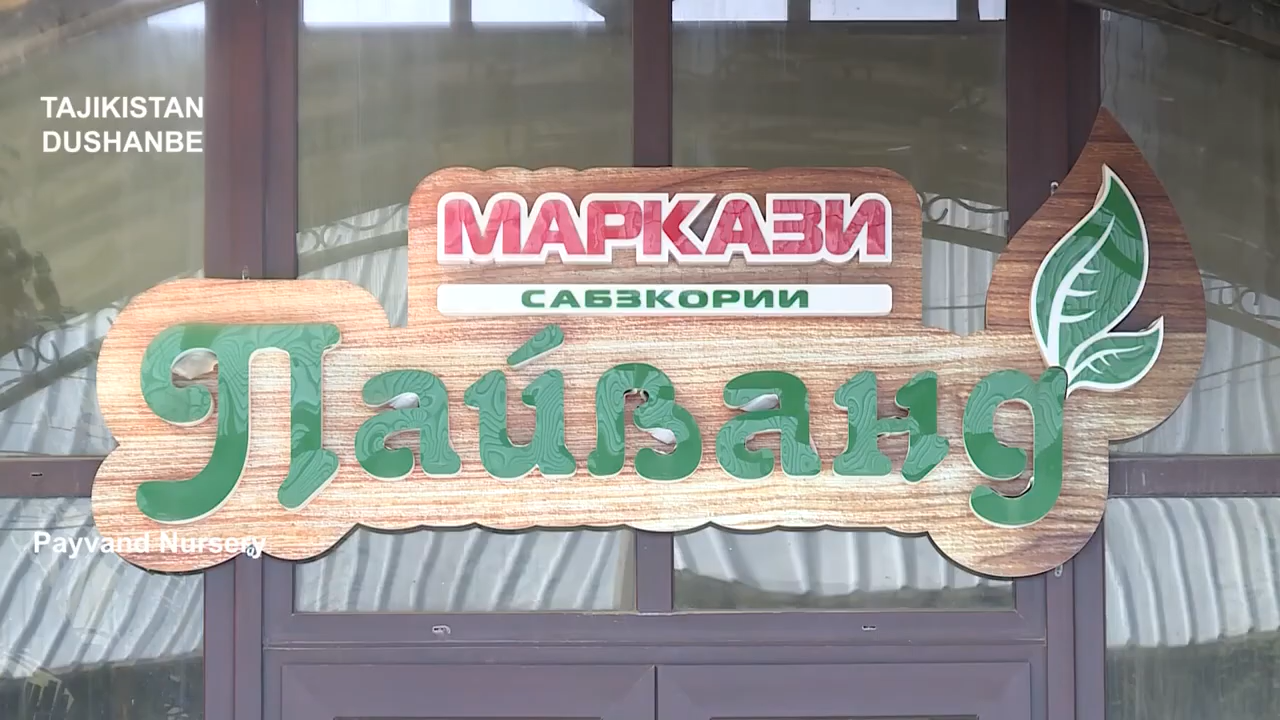 TAJIKISTAN
DUSHANBE
МАРКАЗИ
САБЗКОРИИ
Пайванд
Payvand Nursery